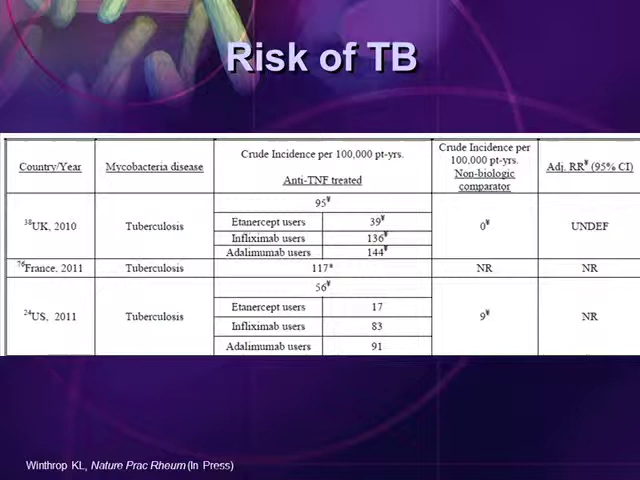 Risk of TB
Country/Year Mycobacteria disease Crude Incidence per 100,000 pt-yrs. Anti-TNF treated Crude Incidence per 100,000 pt-yrs. Non-biologic comparator Adj. RR¥ (95% CI)
³⁸UK, 2010 Tuberculosis 95¥ 0¥ UNDEF
Etanercept users 39¥
Infliximab users 136¥
Adalimumab users 144¥
⁷⁶France. 2011 Tuberculosis 117* NR NR
²⁴US, 2011 Tuberculosis 56¥ 9¥ NR
Etanercept users 17
Infliximab users 83
Adalimumab users 91
Winthrop KL, Nature Prac Rheum (In Press)